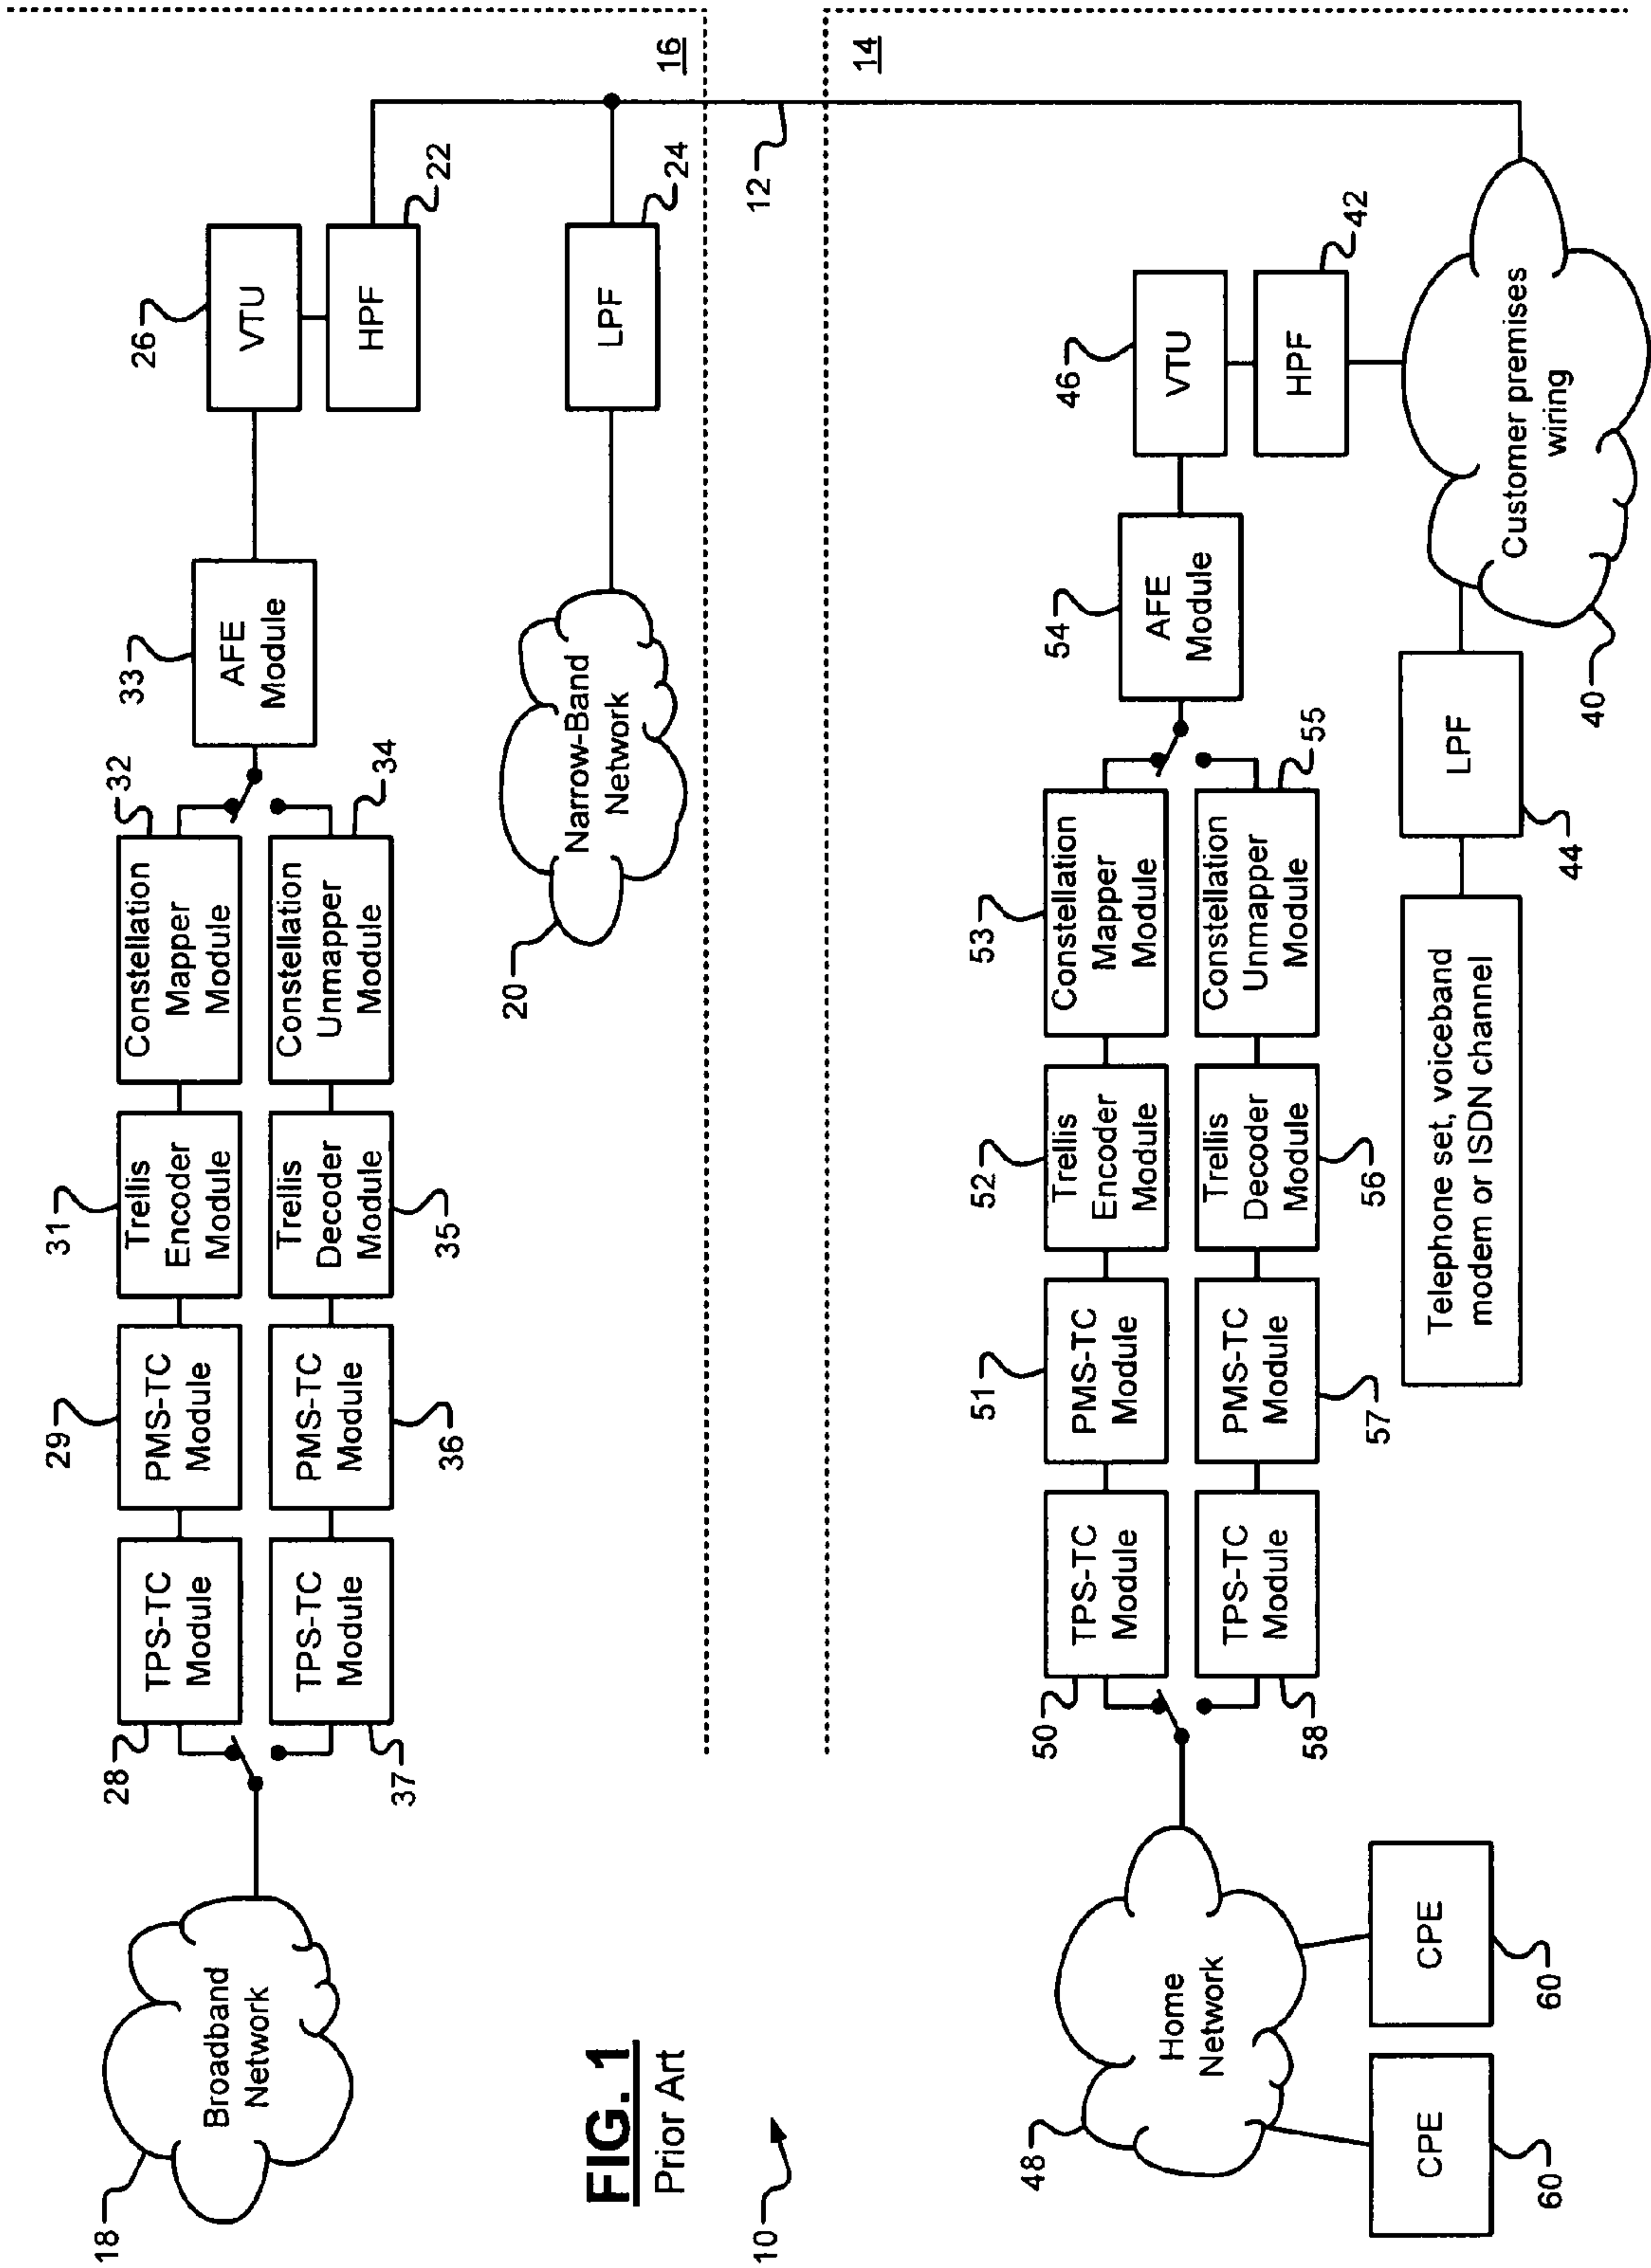 16
26
VTU
22
HPF
33
AFE
Module
24
LPF
32
Constellation
Mapper
Module
34
Constellation
Unmapper
Module
31
Trellis
Encoder
Module
35
Trellis
Decoder
Module
29
PMS-TC
Module
36
PMS-TC
Module
28
TPS-TC
Module
37
TPS-TC
Module
18
Broadband
Network
20
Narrow-Band
Network
FIG. 1
Prior Art
10
12
14
46
VTU
42
HPF
54
AFE
Module
Customer premises
wiring
40
LPF
44
Telephone set, voiceband
modem or ISDN channel
53
Constellation
Mapper
Module
55
Constellation
Unmapper
Module
52
Trellis
Encoder
Module
56
Trellis
Decoder
Module
51
PMS-TC
Module
57
PMS-TC
Module
50
TPS-TC
Module
58
TPS-TC
Module
48
Home
Network
CPE
60
CPE
60